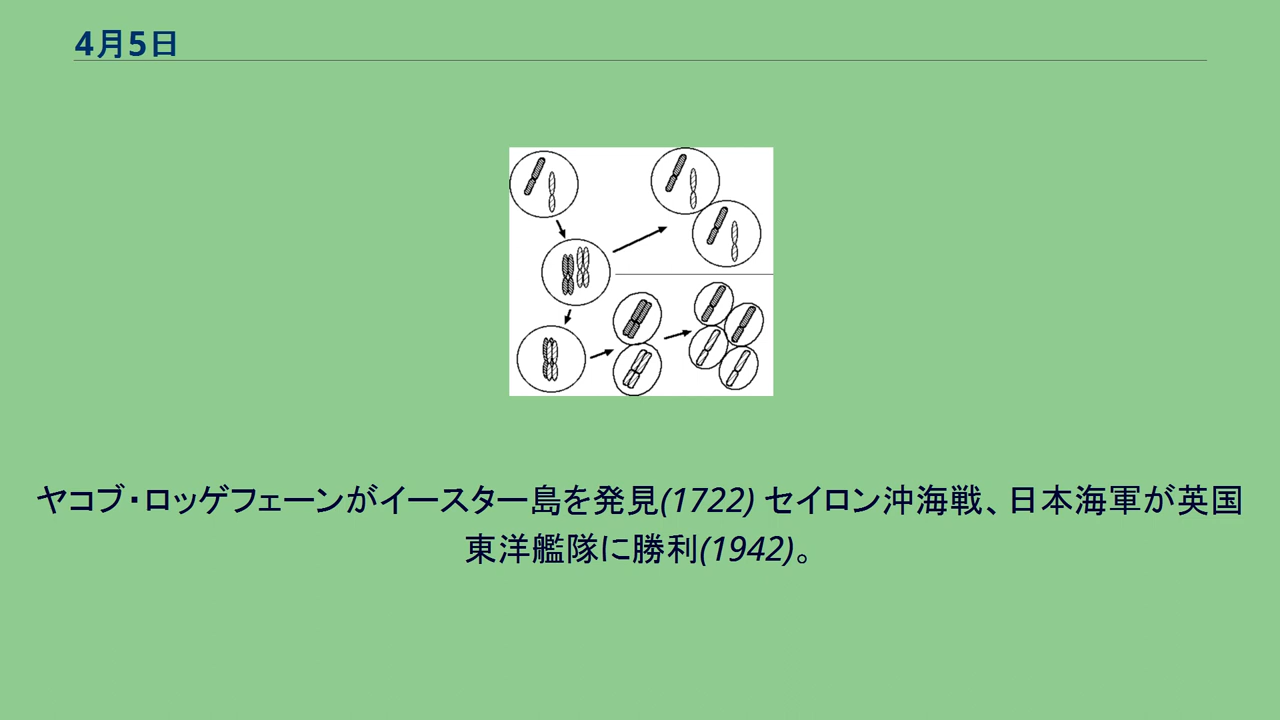 4月5日
ヤコブ・ロッゲフェーンがイースター島を発見(1722) セイロン沖海戦、日本海軍が英国
東洋艦隊に勝利(1942)。